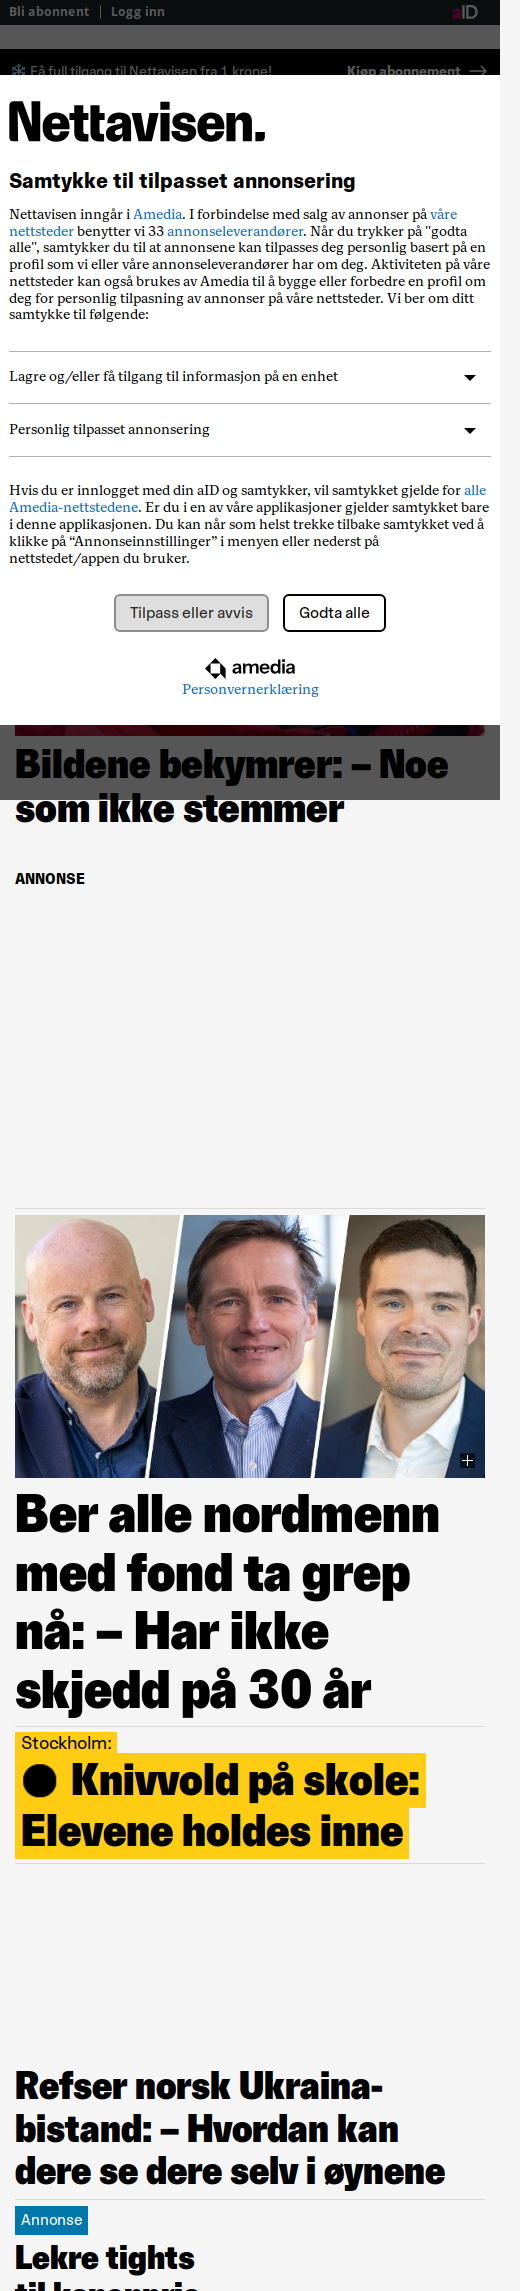 Bli abonnent | Logg inn
aID
Få full tilgang til Nettavisen fra 1 krone!
Kjøp abonnement →
Nettavisen.
Samtykke til tilpasset annonsering
Nettavisen inngår i Amedia. I forbindelse med salg av annonser på våre
nettsteder benytter vi 33 annonseleverandører. Når du trykker på "godta
alle", samtykker du til at annonsene kan tilpasses deg personlig basert på en
profil som vi eller våre annonseleverandører har om deg. Aktiviteten på våre
nettsteder kan også brukes av Amedia til å bygge eller forbedre en profil om
deg for personlig tilpasning av annonser på våre nettsteder. Vi ber om ditt
samtykke til følgende:
Lagre og/eller få tilgang til informasjon på en enhet
Personlig tilpasset annonsering
Hvis du er innlogget med din aID og samtykker, vil samtykket gjelde for alle
Amedia-nettstedene. Er du i en av våre applikasjoner gjelder samtykket bare
i denne applikasjonen. Du kan når som helst trekke tilbake samtykket ved å
klikke på “Annonseinnstillinger” i menyen eller nederst på
nettstedet/appen du bruker.
Tilpass eller avvis
Godta alle
amedia
Personvernerklæring
Bildene bekymrer: – Noe
som ikke stemmer
ANNONSE
Ber alle nordmenn
med fond ta grep
nå: – Har ikke
skjedd på 30 år
Stockholm:
Knivvold på skole:
Elevene holdes inne
Refser norsk Ukraina-
bistand: – Hvordan kan
dere se dere selv i øynene
Annonse
Lekre tights
til kanonpris